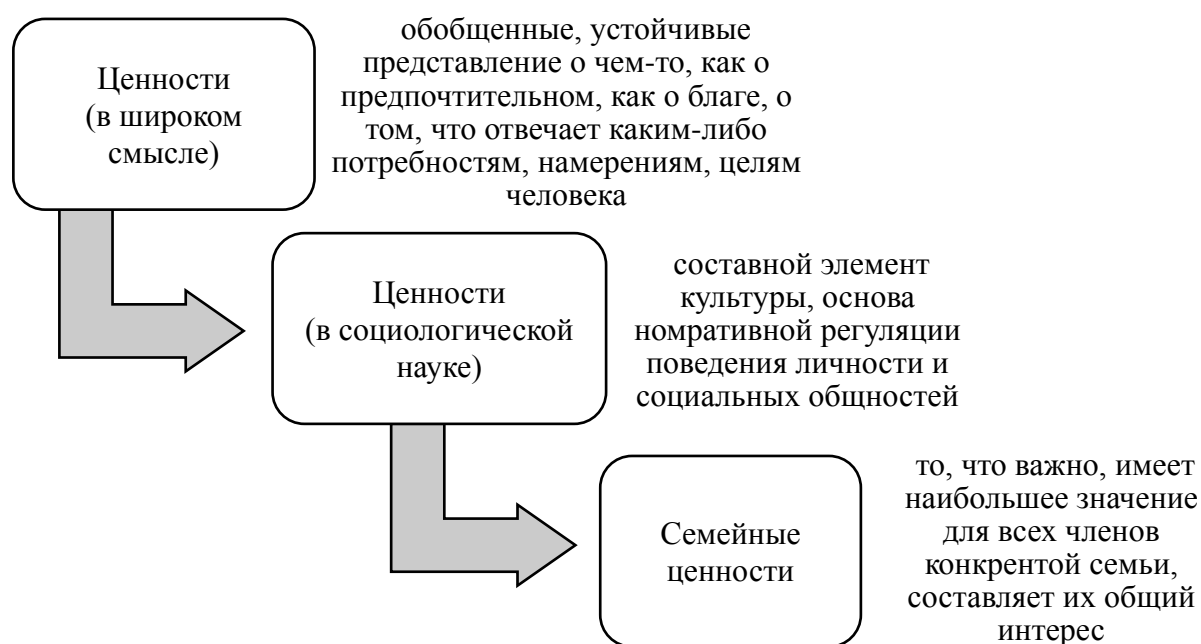 Ценности
(в широком
смысле)
обобщенные, устойчивые
представление о чем-то, как о
предпочтительном, как о благе, о
том, что отвечает каким-либо
потребностям, намерениям, целям
человека
Ценности
(в социологической
науке)
составной элемент
культуры, основа
номративной регуляции
поведения личности и
социальных общностей
Семейные
ценности
то, что важно, имеет
наибольшее значение
для всех членов
конкрентой семьи,
составляет их общий
интерес